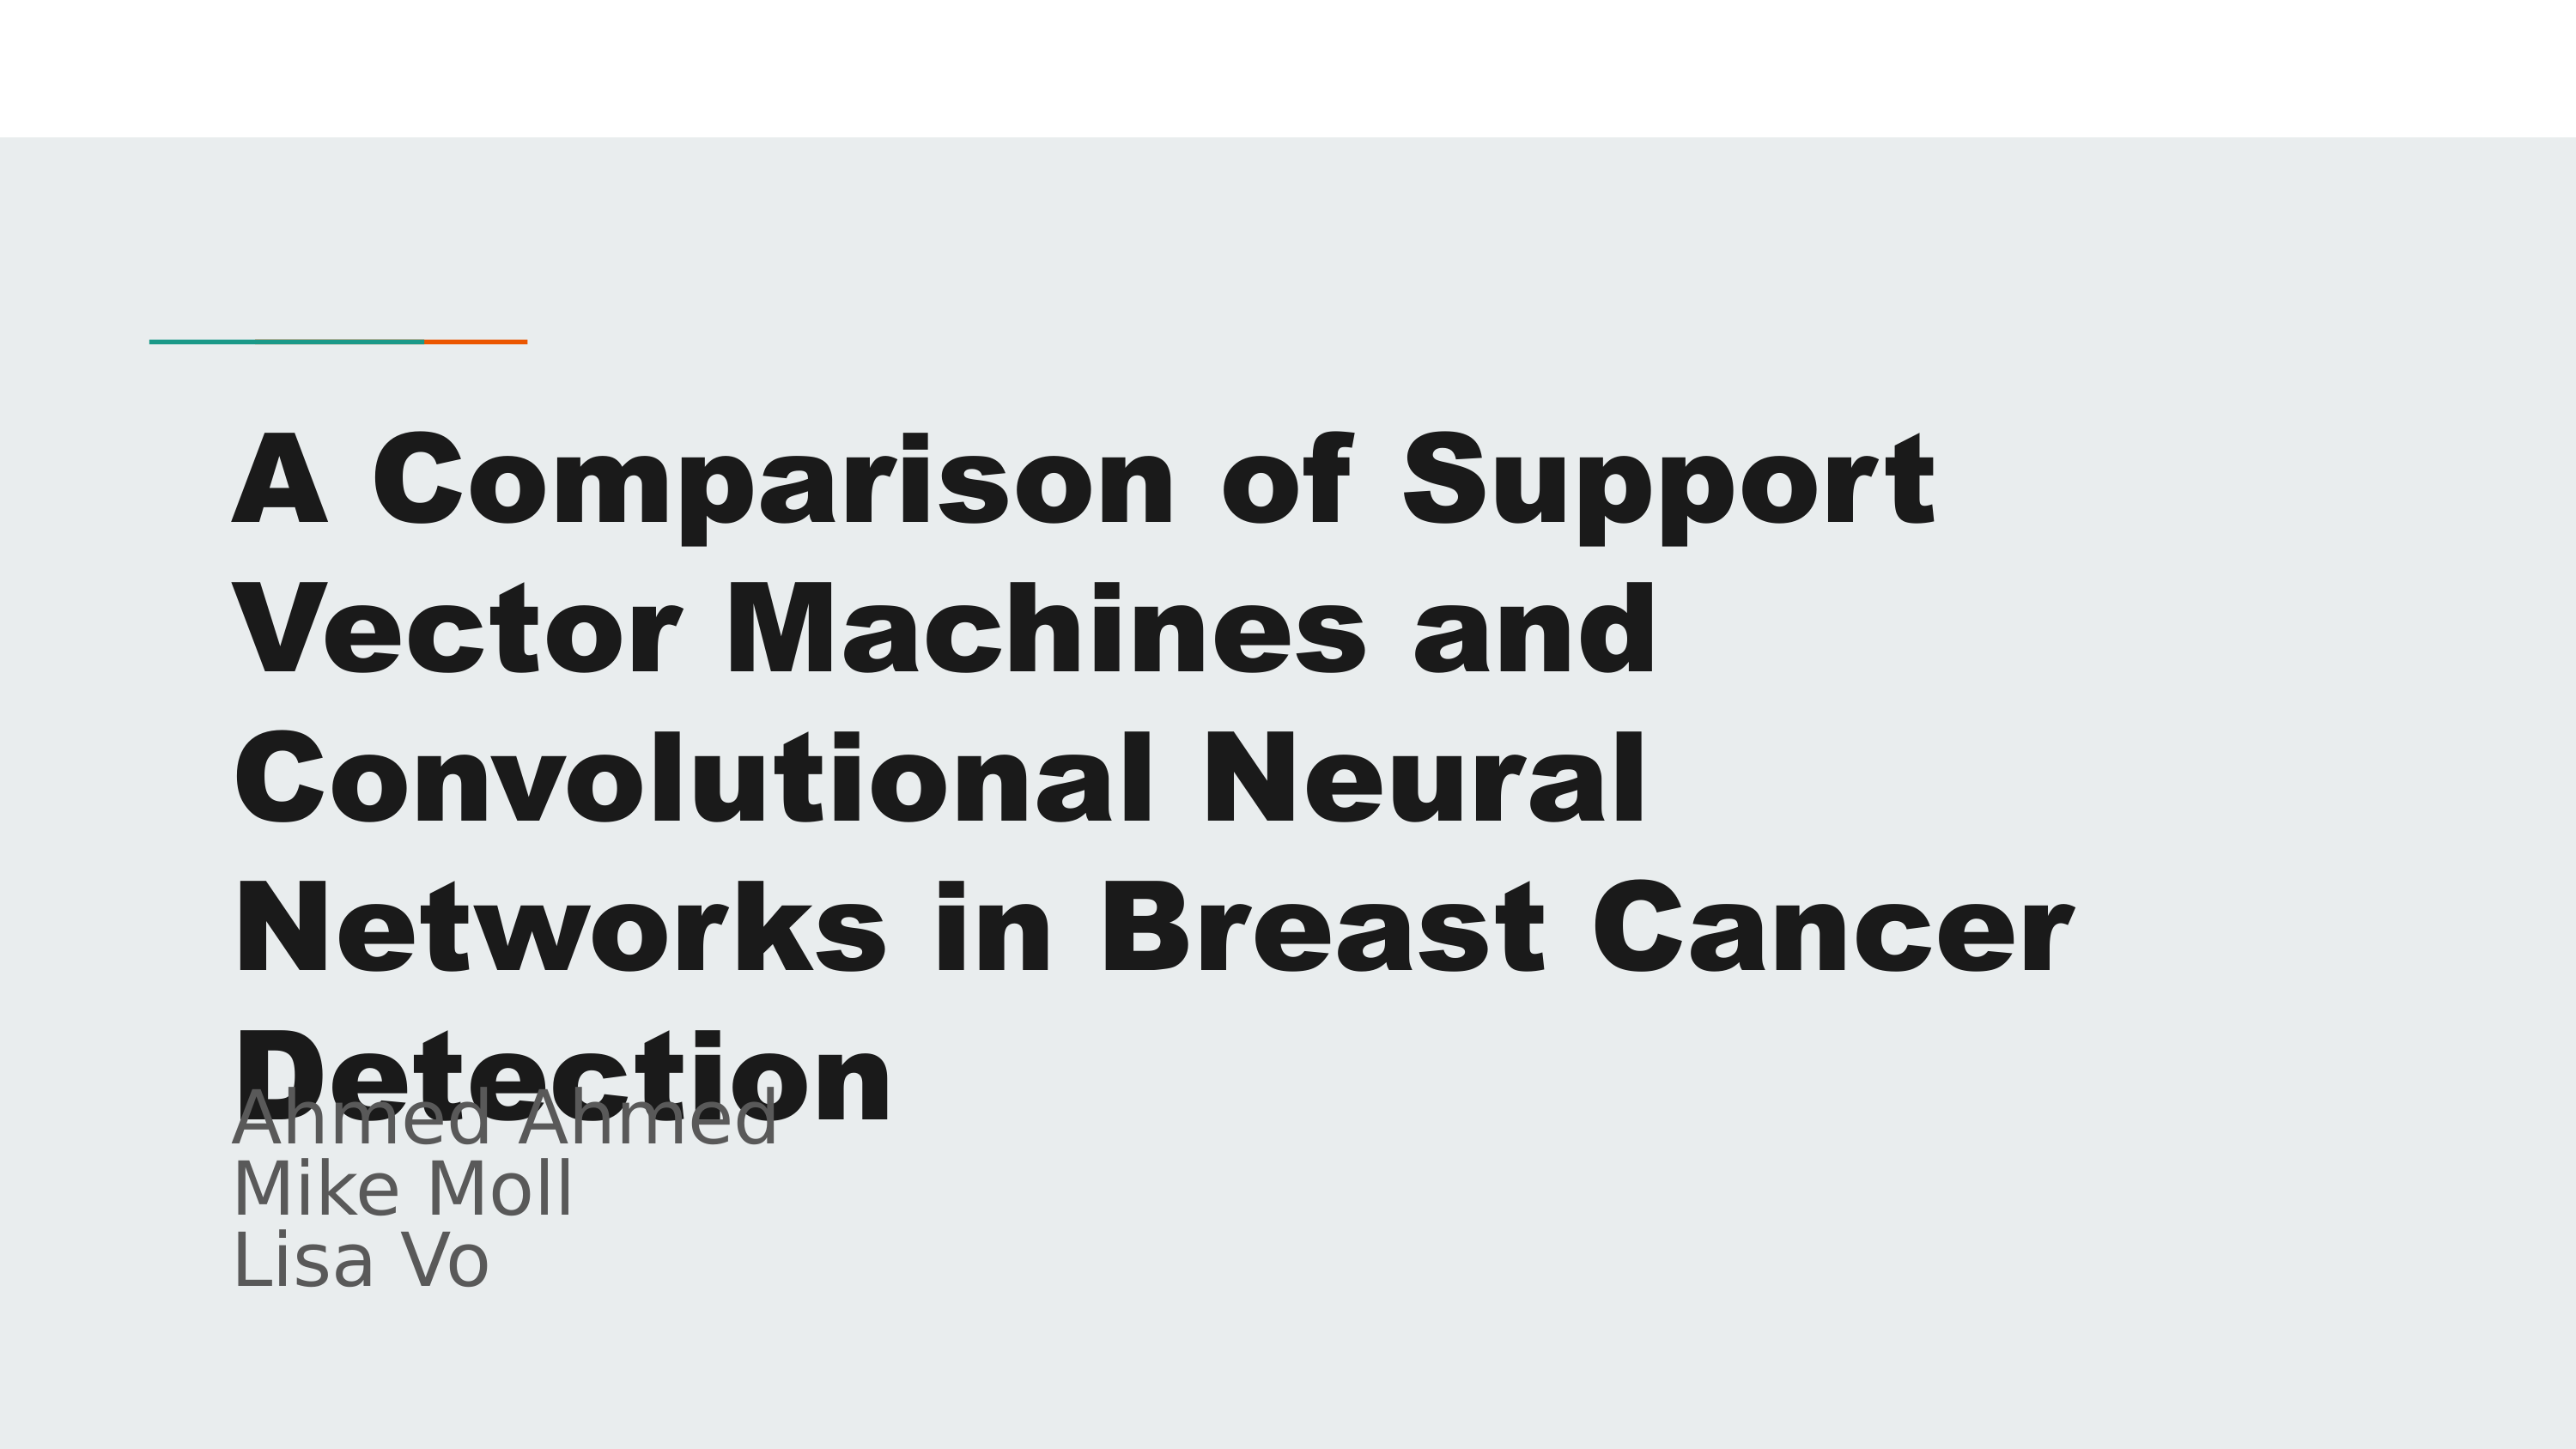 A Comparison of Support
Vector Machines and
Convolutional Neural
Networks in Breast Cancer
Detection
Ahmed Ahmed
Mike Moll
Lisa Vo